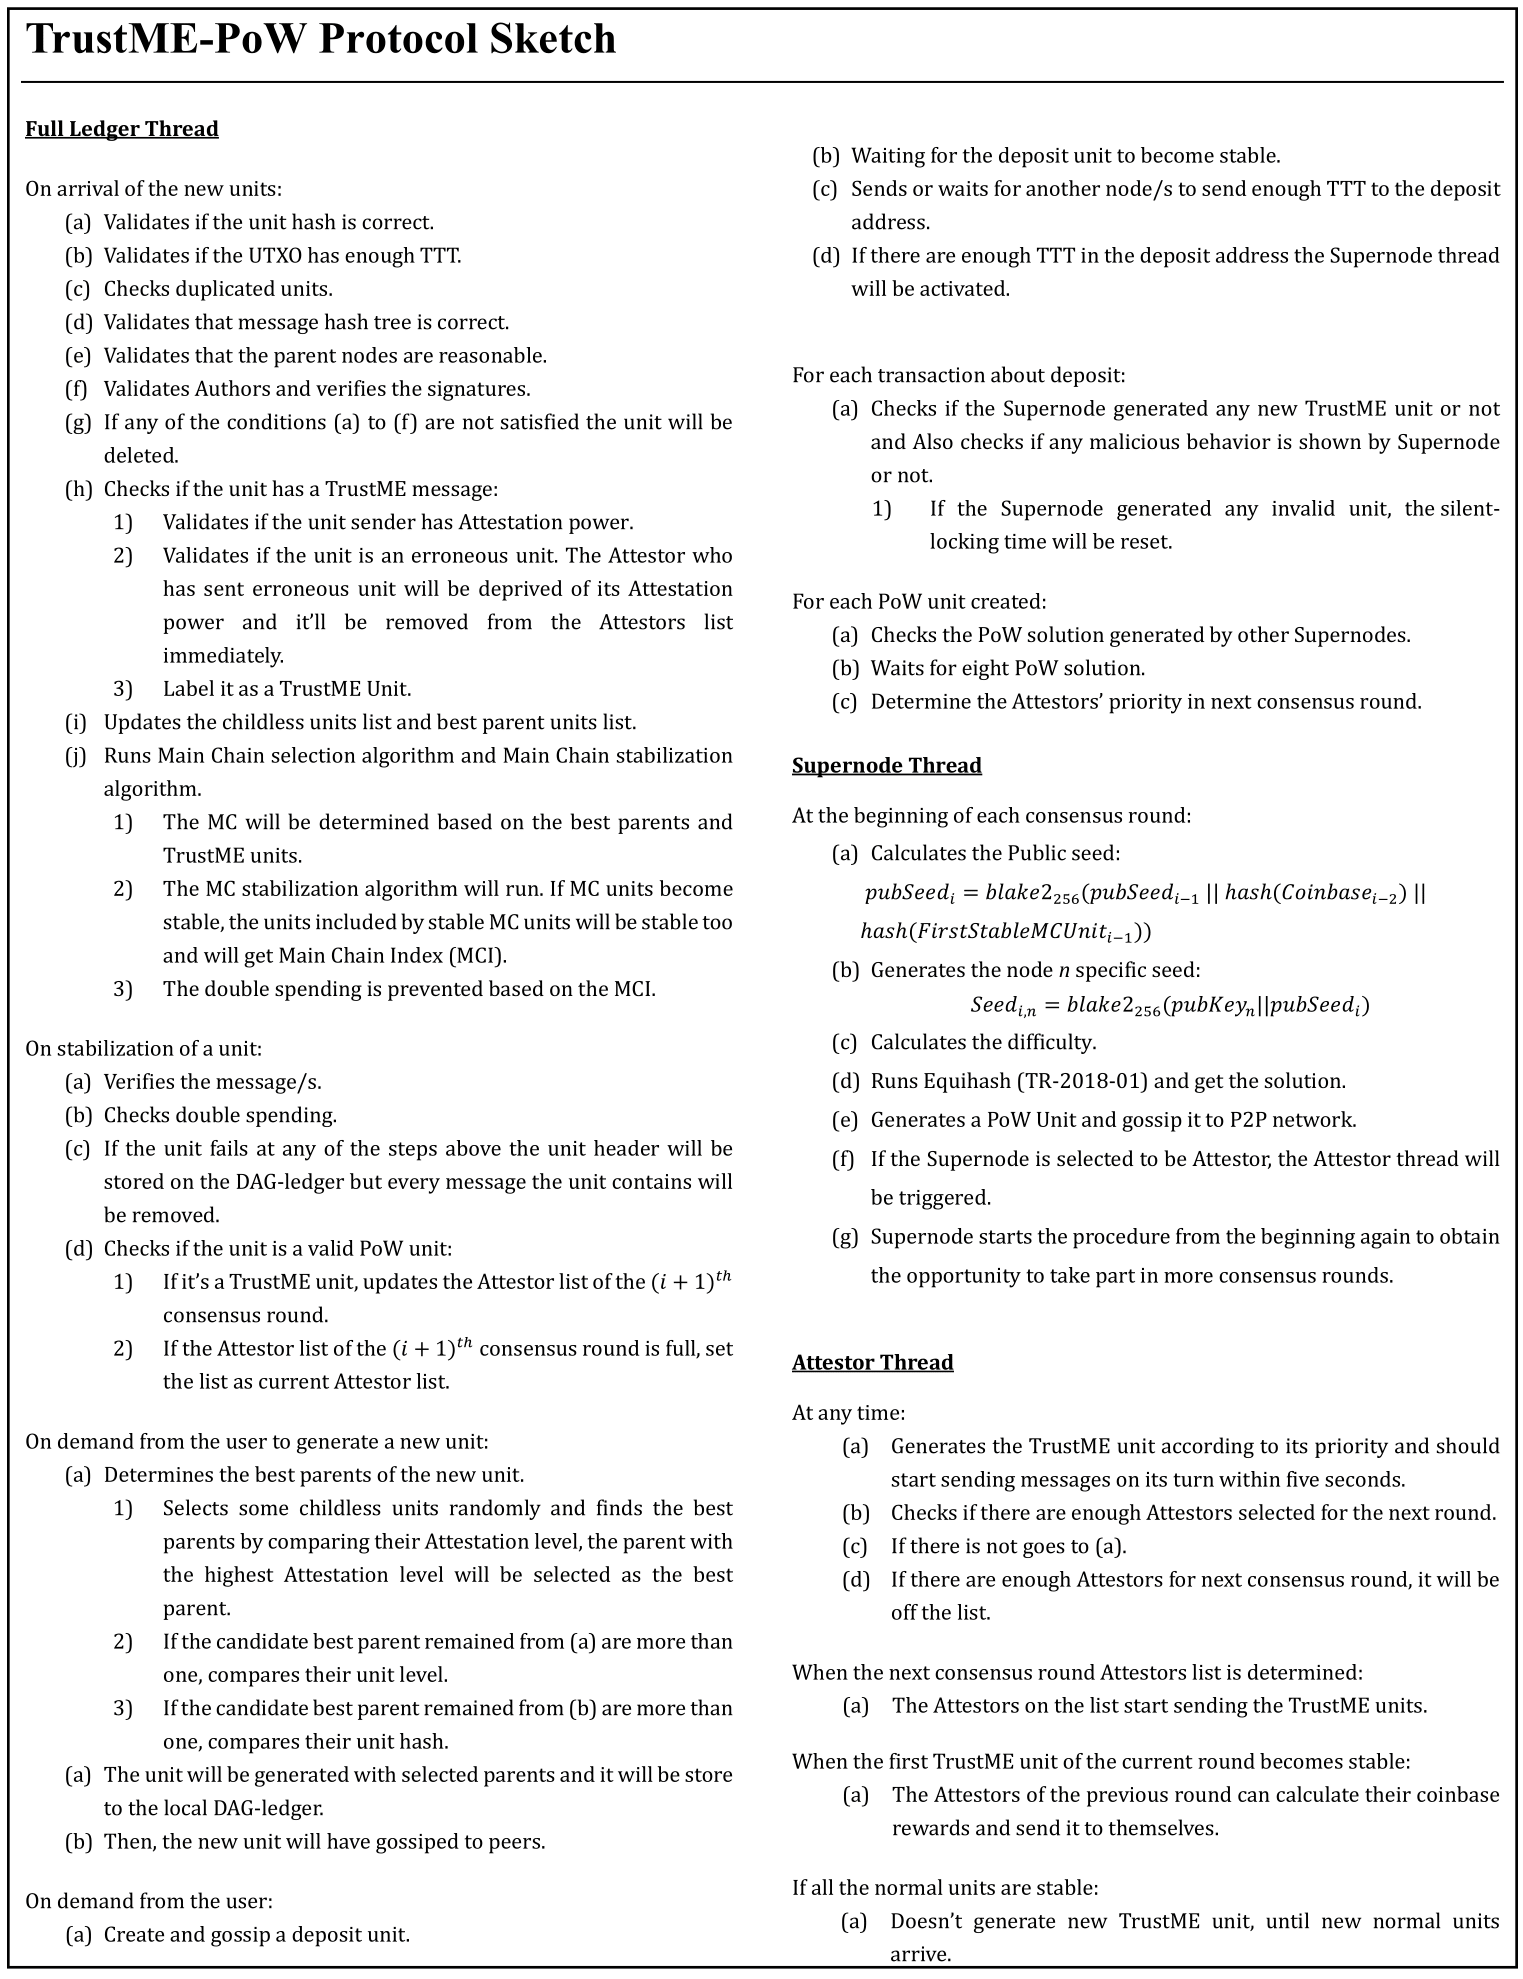 TrustME-PoW Protocol Sketch
Full Ledger Thread
On arrival of the new units:
(a) Validates if the unit hash is correct.
(b) Validates if the UTXO has enough TTT.
(c) Checks duplicated units.
(d) Validates that message hash tree is correct.
(e) Validates that the parent nodes are reasonable.
(f) Validates Authors and verifies the signatures.
(g) If any of the conditions (a) to (f) are not satisfied the unit will be
deleted.
(h) Checks if the unit has a TrustME message:
1) Validates if the unit sender has Attestation power.
2) Validates if the unit is an erroneous unit. The Attestor who
has sent erroneous unit will be deprived of its Attestation
power and it’ll be removed from the Attestors list
immediately.
3) Label it as a TrustME Unit.
(i) Updates the childless units list and best parent units list.
(j) Runs Main Chain selection algorithm and Main Chain stabilization
algorithm.
1) The MC will be determined based on the best parents and
TrustME units.
2) The MC stabilization algorithm will run. If MC units become
stable, the units included by stable MC units will be stable too
and will get Main Chain Index (MCI).
3) The double spending is prevented based on the MCI.
On stabilization of a unit:
(a) Verifies the message/s.
(b) Checks double spending.
(c) If the unit fails at any of the steps above the unit header will be
stored on the DAG-ledger but every message the unit contains will
be removed.
(d) Checks if the unit is a valid PoW unit:
1) If it’s a TrustME unit, updates the Attestor list of the (i + 1)^th
consensus round.
2) If the Attestor list of the (i + 1)^th consensus round is full, set
the list as current Attestor list.
On demand from the user to generate a new unit:
(a) Determines the best parents of the new unit.
1) Selects some childless units randomly and finds the best
parents by comparing their Attestation level, the parent with
the highest Attestation level will be selected as the best
parent.
2) If the candidate best parent remained from (a) are more than
one, compares their unit level.
3) If the candidate best parent remained from (b) are more than
one, compares their unit hash.
(a) The unit will be generated with selected parents and it will be store
to the local DAG-ledger.
(b) Then, the new unit will have gossiped to peers.
On demand from the user:
(a) Create and gossip a deposit unit.
(b) Waiting for the deposit unit to become stable.
(c) Sends or waits for another node/s to send enough TTT to the deposit
address.
(d) If there are enough TTT in the deposit address the Supernode thread
will be activated.
For each transaction about deposit:
(a) Checks if the Supernode generated any new TrustME unit or not
and Also checks if any malicious behavior is shown by Supernode
or not.
1) If the Supernode generated any invalid unit, the silent-
locking time will be reset.
For each PoW unit created:
(a) Checks the PoW solution generated by other Supernodes.
(b) Waits for eight PoW solution.
(c) Determine the Attestors’ priority in next consensus round.
Supernode Thread
At the beginning of each consensus round:
(a) Calculates the Public seed:
pubSeed_i = blake2_256(pubSeed_{i−1} || hash(Coinbase_{i−2}) ||
hash(FirstStableMCUnit_{i−1}))
(b) Generates the node n specific seed:
Seed_{i,n} = blake2_256(pubKey_n||pubSeed_i)
(c) Calculates the difficulty.
(d) Runs Equihash (TR-2018-01) and get the solution.
(e) Generates a PoW Unit and gossip it to P2P network.
(f) If the Supernode is selected to be Attestor, the Attestor thread will
be triggered.
(g) Supernode starts the procedure from the beginning again to obtain
the opportunity to take part in more consensus rounds.
Attestor Thread
At any time:
(a) Generates the TrustME unit according to its priority and should
start sending messages on its turn within five seconds.
(b) Checks if there are enough Attestors selected for the next round.
(c) If there is not goes to (a).
(d) If there are enough Attestors for next consensus round, it will be
off the list.
When the next consensus round Attestors list is determined:
(a) The Attestors on the list start sending the TrustME units.
When the first TrustME unit of the current round becomes stable:
(a) The Attestors of the previous round can calculate their coinbase
rewards and send it to themselves.
If all the normal units are stable:
(a) Doesn’t generate new TrustME unit, until new normal units
arrive.